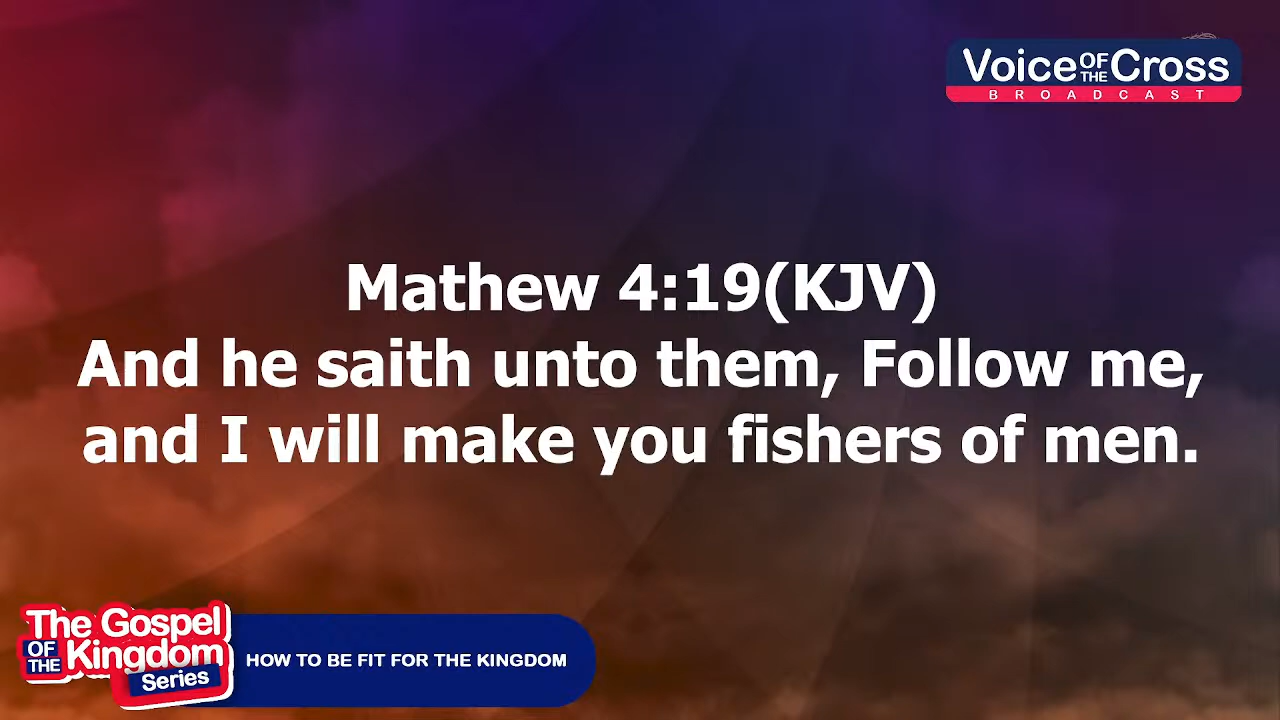 Voice OF THE Cross
BROADCAST
Mathew 4:19(KJV)
And he saith unto them, Follow me,
and I will make you fishers of men.
The Gospel
OF THE Kingdom
Series
HOW TO BE FIT FOR THE KINGDOM